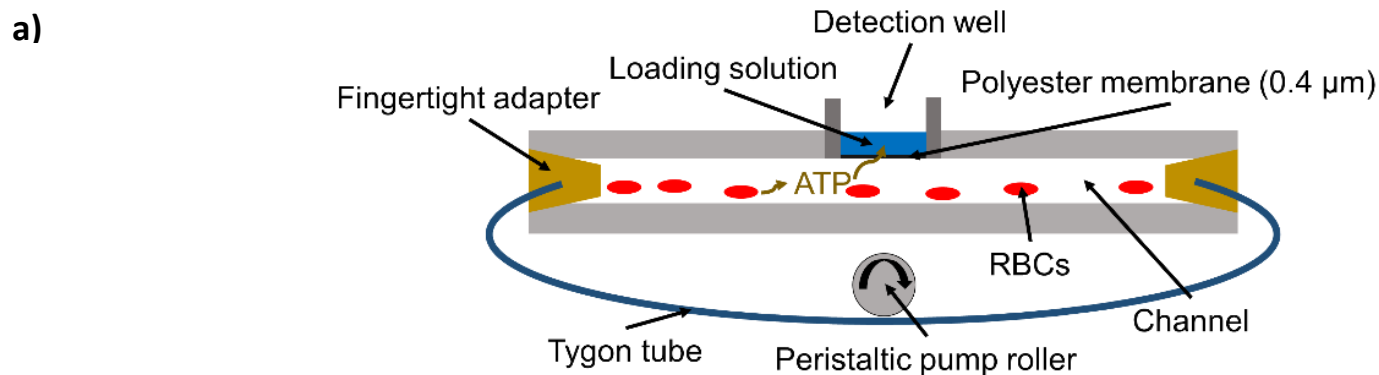 a)
Detection well
Loading solution
Polyester membrane (0.4 µm)
Fingertight adapter
ATP
RBCs
Channel
Tygon tube
Peristaltic pump roller